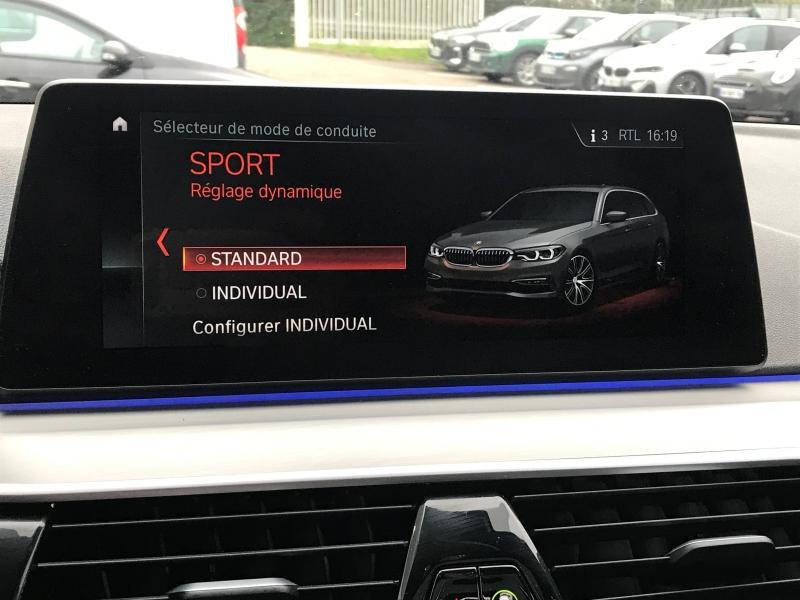 Sélecteur de mode de conduite
i 3 RTL 16:19
SPORT
Réglage dynamique
STANDARD
INDIVIDUAL
Configurer INDIVIDUAL